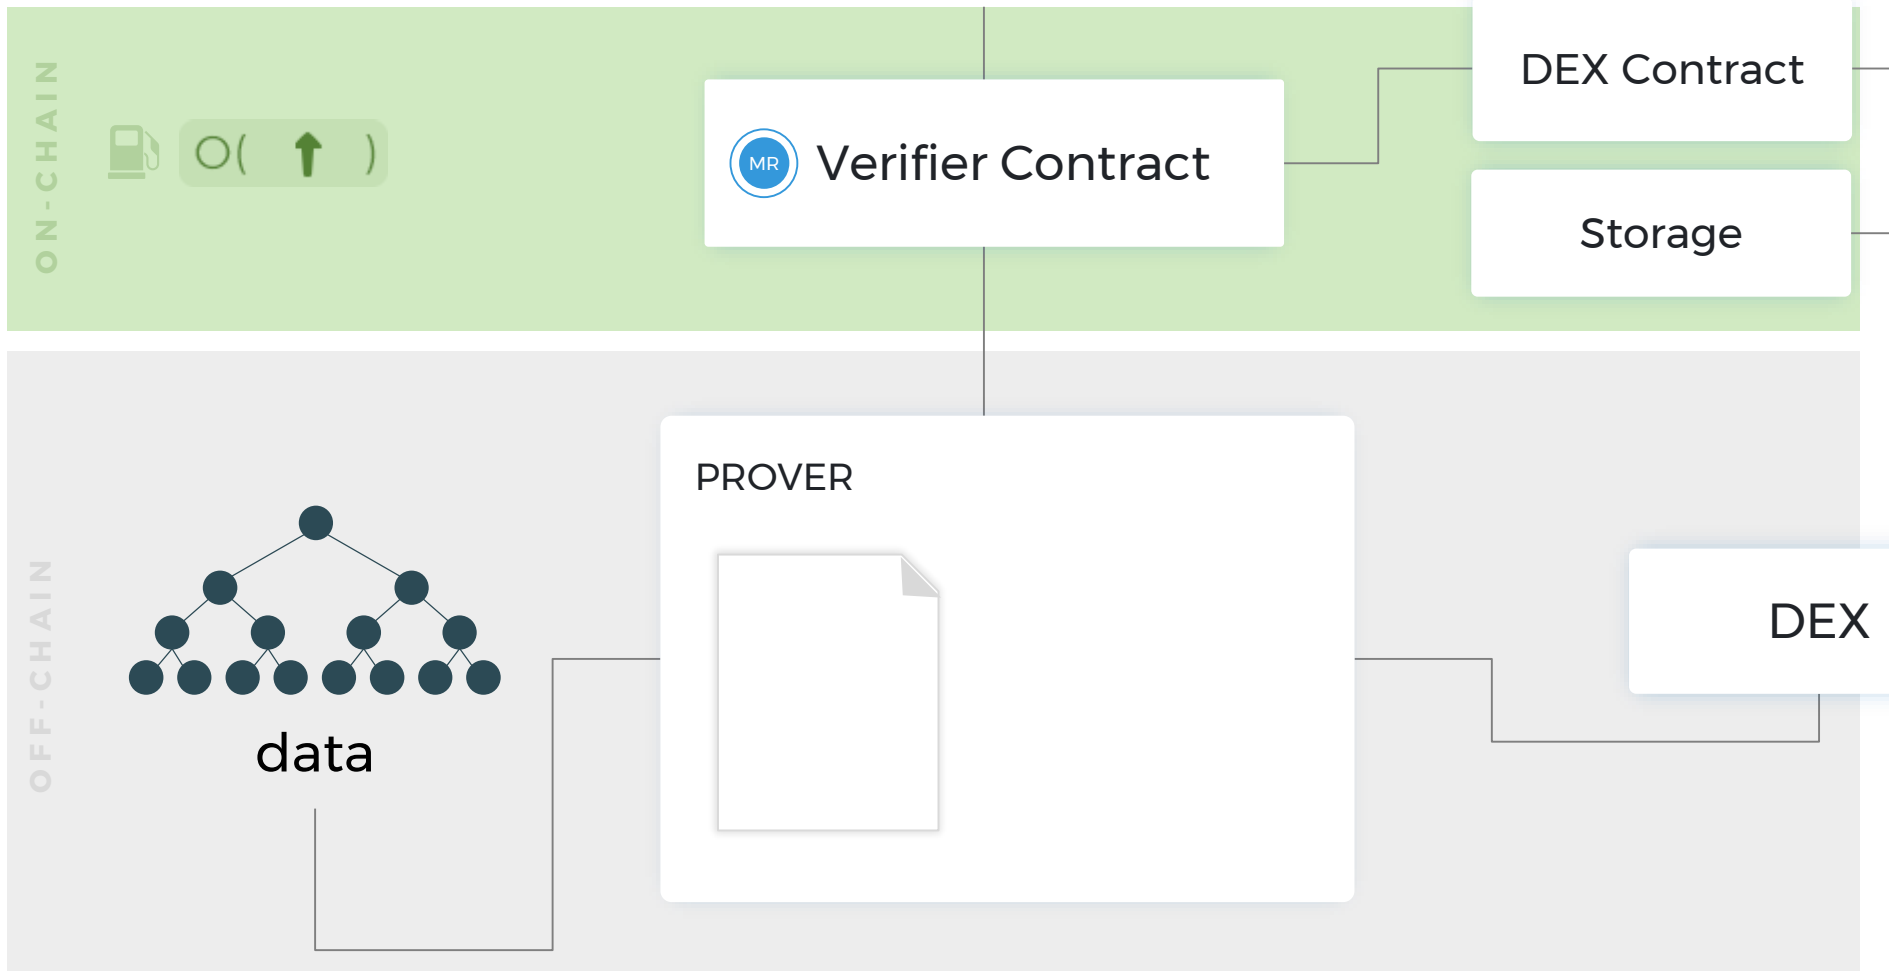 ON-CHAIN
O( )
MR
Verifier Contract
DEX Contract
Storage
OFF-CHAIN
data
PROVER
DEX